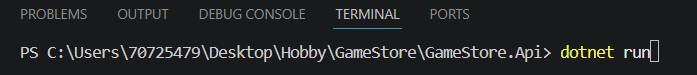 PROBLEMS OUTPUT DEBUG CONSOLE TERMINAL PORTS
PS C:\Users\70725479\Desktop\Hobby\GameStore\GameStore.Api> dotnet run